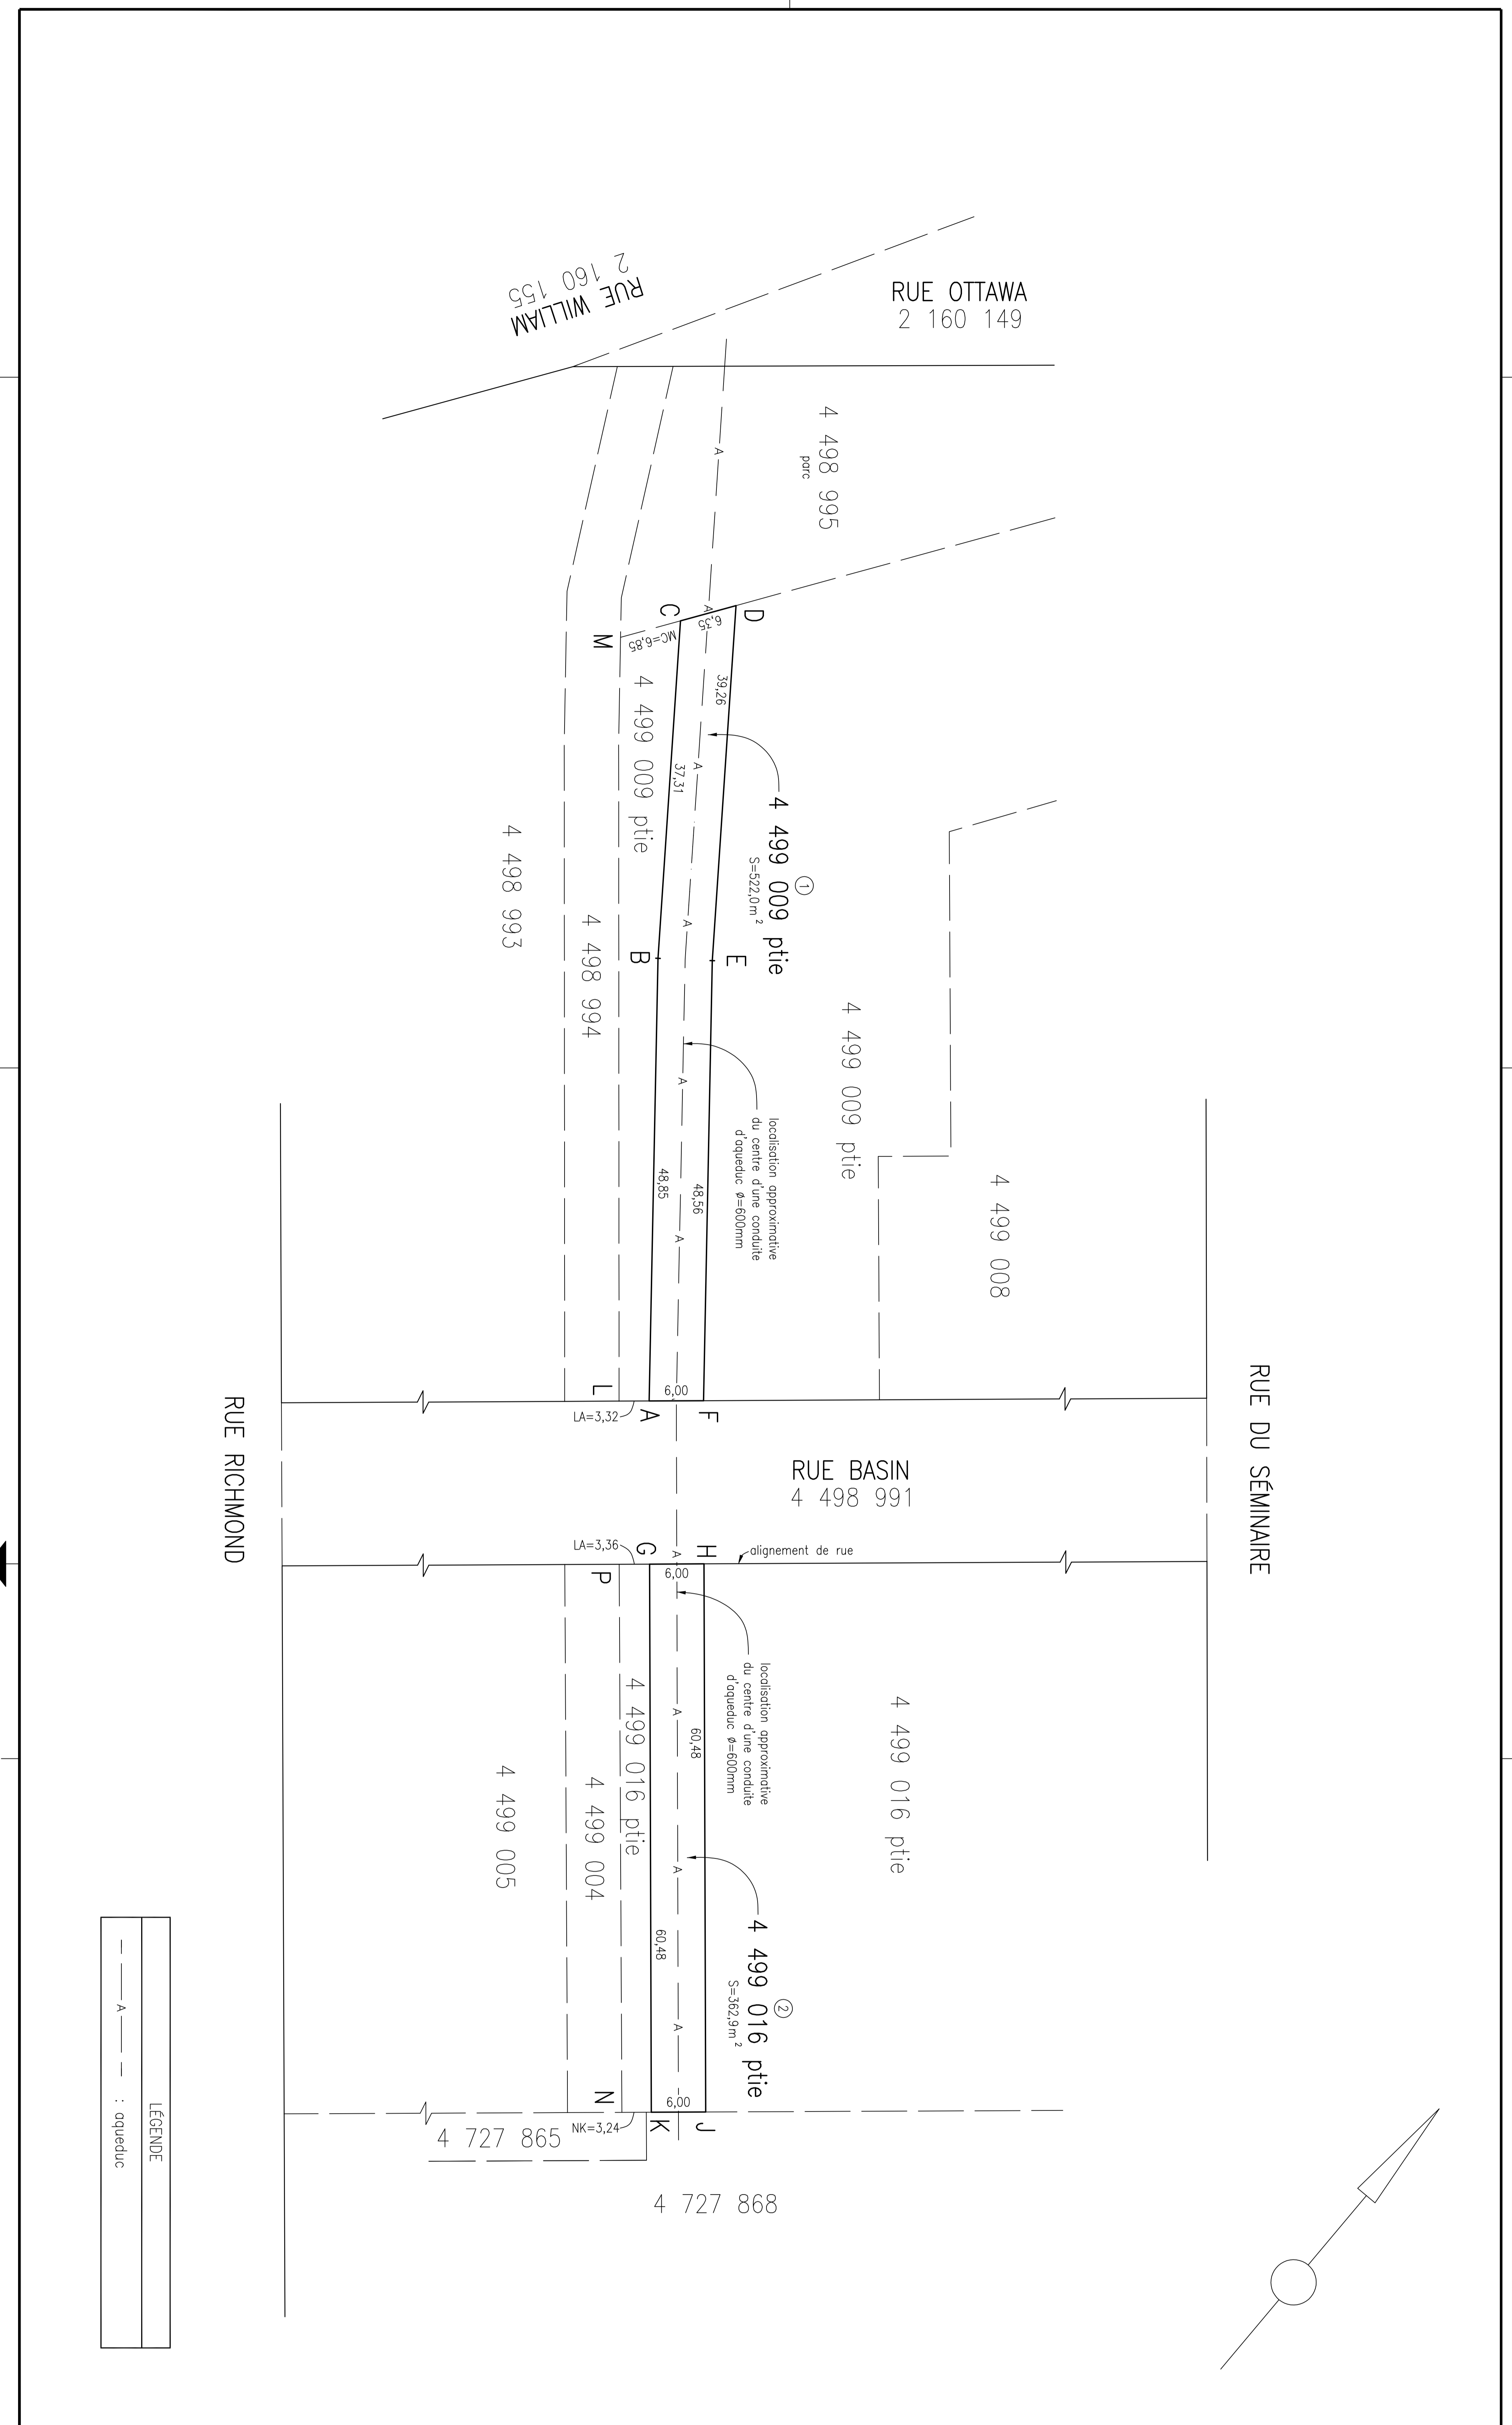 RUE WILLIAM
2 160 155
RUE OTTAWA
2 160 149
4 498 995
parc
D
C
6,35
MC=6,85
M
4 499 009 ptie
39,26
37,31
1
4 499 009 ptie
S=522,0m²
4 498 993
4 498 994
B
E
4 499 009 ptie
localisation approximative
du centre d'une conduite
d'aqueduc ø=600mm
48,85
48,56
4 499 008
L
6,00
LA=3,32
A
F
RUE RICHMOND
RUE DU SÉMINAIRE
RUE BASIN
4 498 991
LA=3,36
G
H
alignement de rue
P
6,00
localisation approximative
du centre d'une conduite
d'aqueduc ø=600mm
4 499 016 ptie
4 499 016 ptie
60,48
4 499 005
4 499 004
60,48
2
4 499 016 ptie
S=362,9m²
N
6,00
NK=3,24
K
J
4 727 865
4 727 868
LÉGENDE
A : aqueduc
A
A
A
A
A
A
A
A
A
A
A